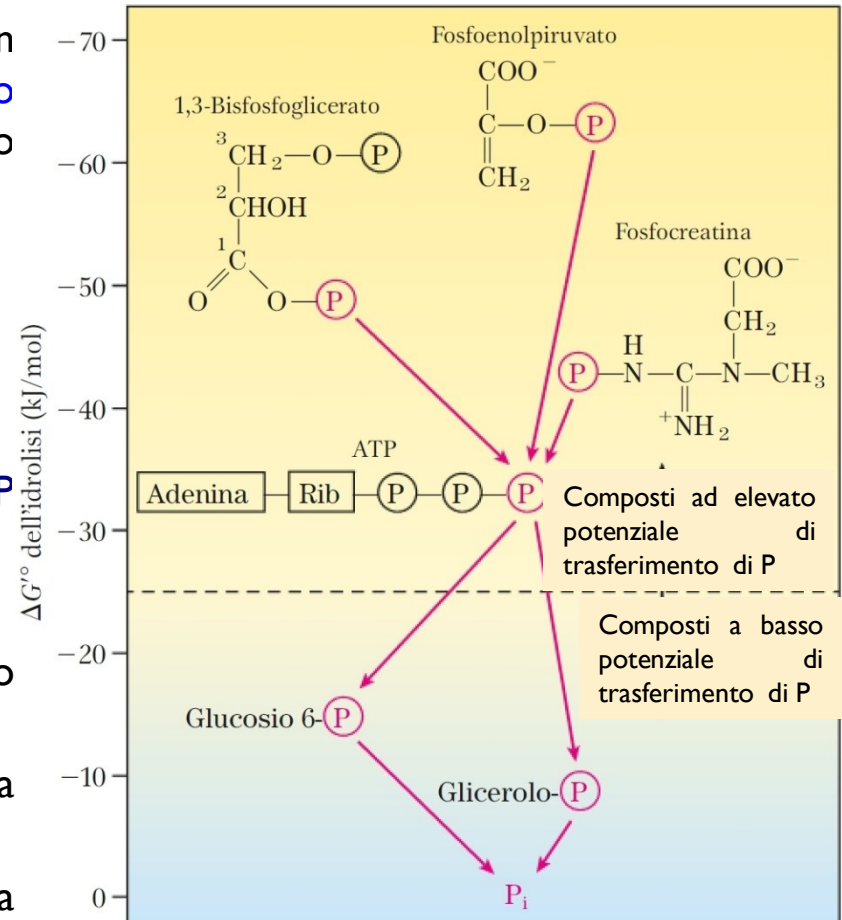 n
o
o
P
o
a
a
ΔG′° dell'idrolisi (kJ/mol)
−70
−60
−50
−40
−30
−20
−10
0
Fosfoenolpiruvato
COO⁻
C—O—P
CH₂
1,3-Bisfosfoglicerato
³CH₂—O—P
²CHOH
¹C
O O—P
Fosfocreatina
COO⁻
CH₂
H
P—N—C—N—CH₃
⁺NH₂
ATP
Adenina—Rib—P—P—P
Composti ad elevato
potenziale di
trasferimento di P
Composti a basso
potenziale di
trasferimento di P
Glucosio 6-P
Glicerolo-P
Pᵢ